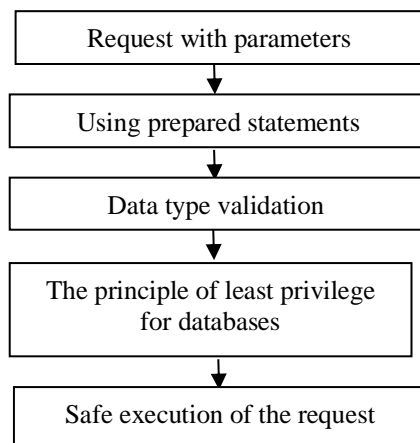 Request with parameters
Using prepared statements
Data type validation
The principle of least privilege
for databases
Safe execution of the request